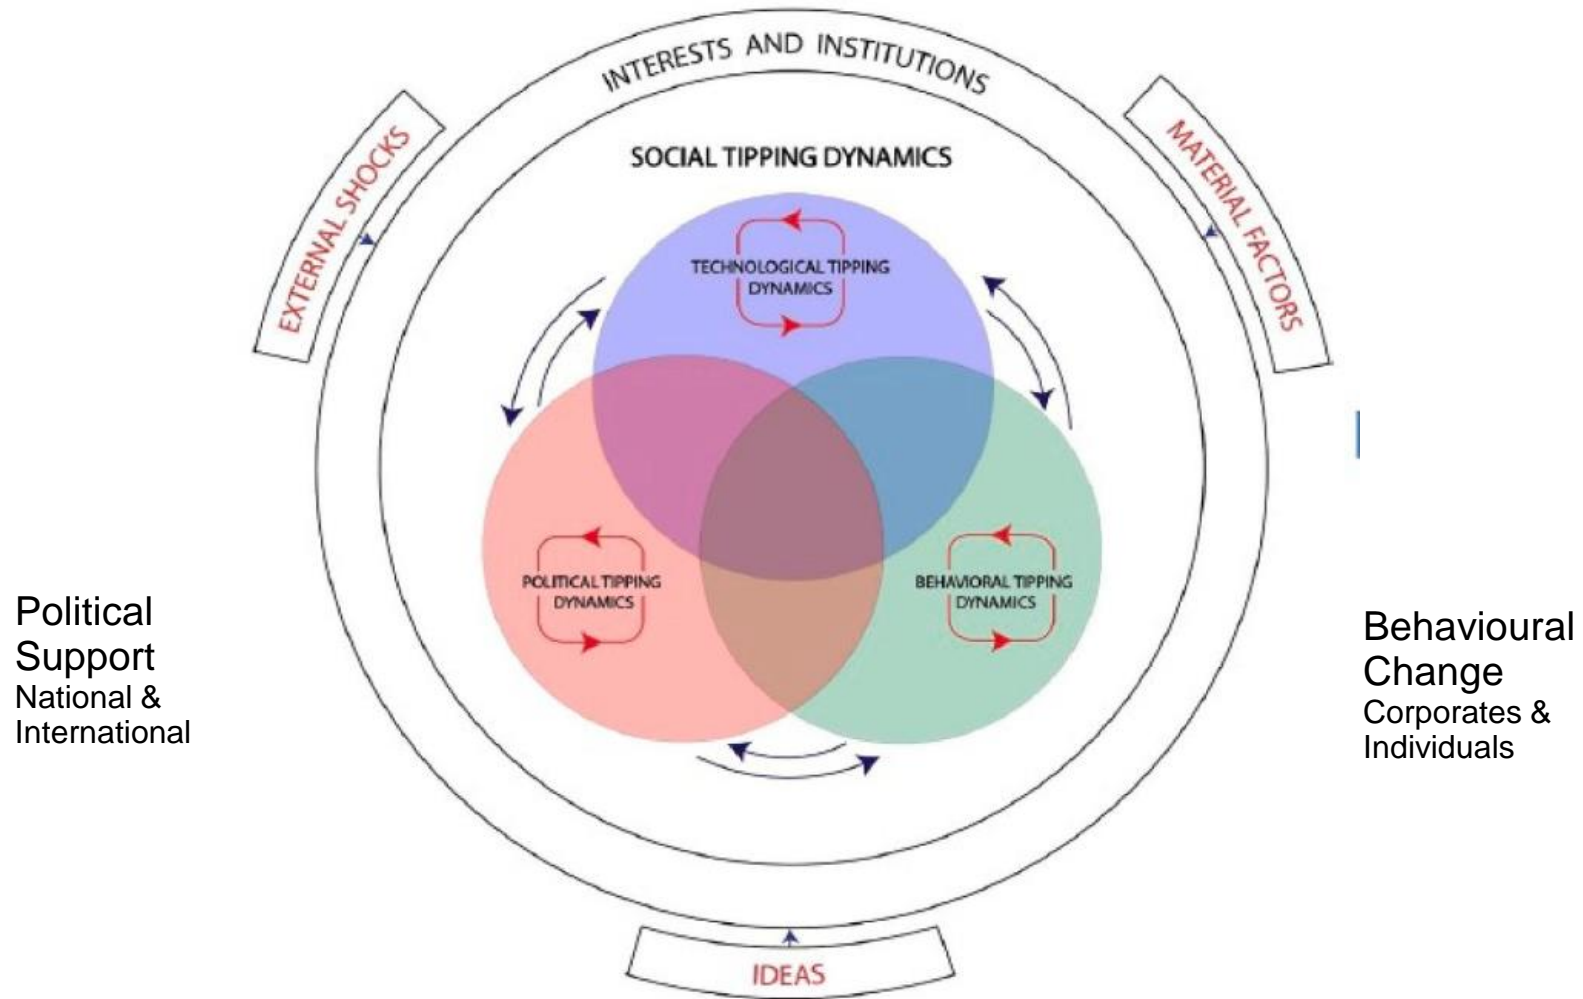 INTERESTS AND INSTITUTIONS
EXTERNAL SHOCKS
MATERIAL FACTORS
SOCIAL TIPPING DYNAMICS
TECHNOLOGICAL TIPPING
DYNAMICS
POLITICAL TIPPING
DYNAMICS
BEHAVIORAL TIPPING
DYNAMICS
Political
Support
National &
International
Behavioural
Change
Corporates &
Individuals
IDEAS